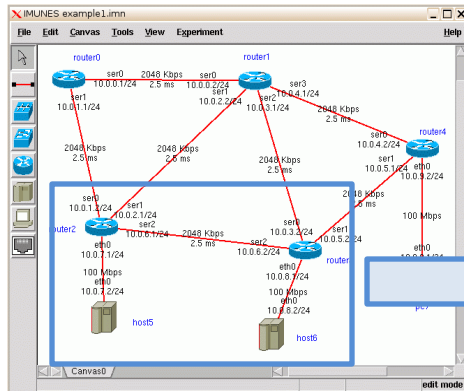 IMUNES example1.imn
File Edit Canvas Tools View Experiment Help
router0
router1
ser0
10.0.0.1/24
2048 Kbps
2.5 ms
ser0
10.0.0.2/24
ser1
10.0.1.1/24
ser1
10.0.2.2/24
ser2
10.0.3.1/24
ser3
10.0.4.1/24
2048 Kbps
2.5 ms
router4
ser0
10.0.4.2/24
ser1
10.0.5.1/24
eth0
10.0.9.2/24
2048 Kbps
2.5 ms
2048 Kbps
2.5 ms
2048 Kbps
2.5 ms
2048 Kbps
2.5 ms
100 Mbps
eth0
ser0
10.0.1.2/24
ser1
10.0.2.1/24
ser2
10.0.6.1/24
router2
2048 Kbps
2.5 ms
ser0
10.0.3.2/24
ser1
10.0.5.2/24
ser2
10.0.6.2/24
router
eth0
10.0.7.1/24
100 Mbps
eth0
10.0.7.2/24
host5
eth0
10.0.8.1/24
100 Mbps
eth0
10.0.8.2/24
host6
Canvas0
edit mode